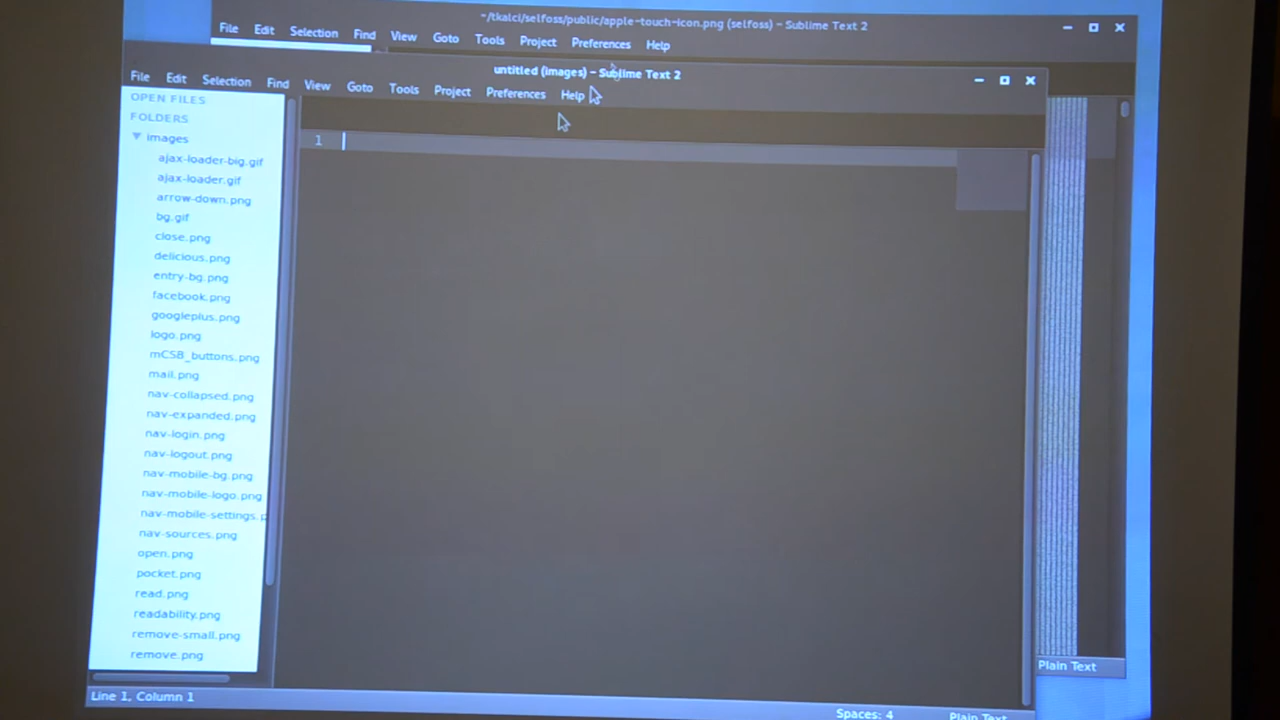 ~/tkalci/selfoss/public/apple-touch-icon.png (selfoss) – Sublime Text 2
File Edit Selection Find View Goto Tools Project Preferences Help
untitled (images) – Sublime Text 2
File Edit Selection Find View Goto Tools Project Preferences Help
OPEN FILES
FOLDERS
images
ajax-loader-big.gif
ajax-loader.gif
arrow-down.png
bg.gif
close.png
delicious.png
entry-bg.png
facebook.png
googleplus.png
logo.png
mCSB_buttons.png
mail.png
nav-collapsed.png
nav-expanded.png
nav-login.png
nav-logout.png
nav-mobile-bg.png
nav-mobile-logo.png
nav-mobile-settings.p
nav-sources.png
open.png
pocket.png
read.png
readability.png
remove-small.png
remove.png
1
Plain Text
Line 1, Column 1
Spaces: 4
Plain Text